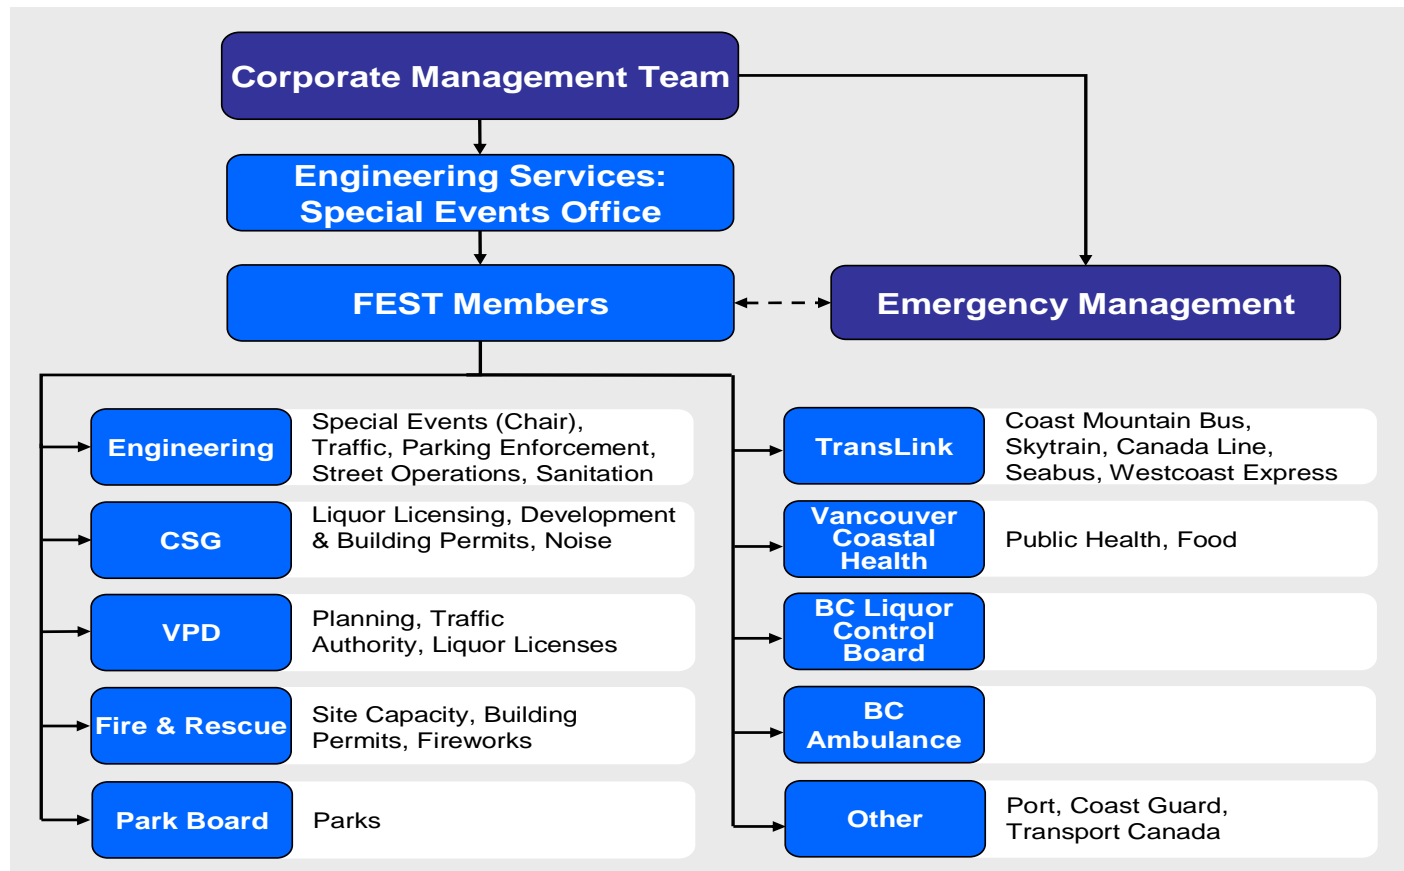 Corporate Management Team
Engineering Services:
Special Events Office
FEST Members
Emergency Management
Engineering
Special Events (Chair),
Traffic, Parking Enforcement,
Street Operations, Sanitation
CSG
Liquor Licensing, Development
& Building Permits, Noise
VPD
Planning, Traffic
Authority, Liquor Licenses
Fire & Rescue
Site Capacity, Building
Permits, Fireworks
Park Board
Parks
TransLink
Coast Mountain Bus,
Skytrain, Canada Line,
Seabus, Westcoast Express
Vancouver
Coastal
Health
Public Health, Food
BC Liquor
Control
Board
BC
Ambulance
Other
Port, Coast Guard,
Transport Canada